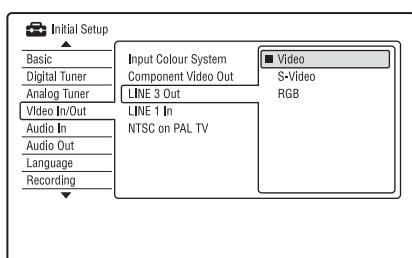 Initial Setup
Basic
Digital Tuner
Analog Tuner
VIdeo In/Out
Audio In
Audio Out
Language
Recording
Input Colour System
Component Video Out
LINE 3 Out
LINE 1 In
NTSC on PAL TV
Video
S-Video
RGB